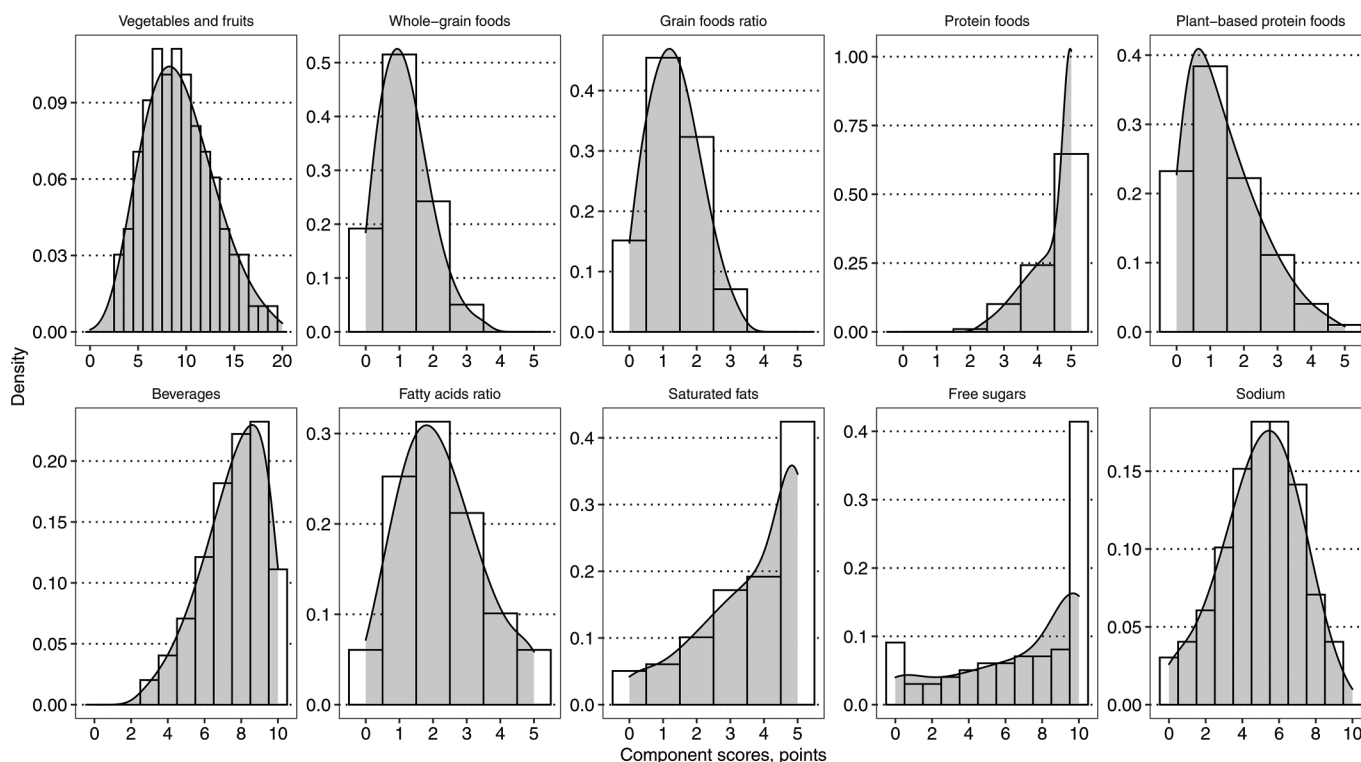 Vegetables and fruits
Whole−grain foods
Grain foods ratio
Protein foods
Plant−based protein foods
0.09
0.06
0.03
0.00
0 5 10 15 20
0.5
0.4
0.3
0.2
0.1
0.0
0 1 2 3 4 5
0.4
0.3
0.2
0.1
0.0
0 1 2 3 4 5
1.00
0.75
0.50
0.25
0.00
0 1 2 3 4 5
0.4
0.3
0.2
0.1
0.0
0 1 2 3 4 5
Density
Beverages
Fatty acids ratio
Saturated fats
Free sugars
Sodium
0.20
0.15
0.10
0.05
0.00
0 2 4 6 8 10
0.3
0.2
0.1
0.0
0 1 2 3 4 5
0.4
0.3
0.2
0.1
0.0
0 1 2 3 4 5
0.4
0.3
0.2
0.1
0.0
0 2 4 6 8 10
0.15
0.10
0.05
0.00
0 2 4 6 8 10
Component scores, points